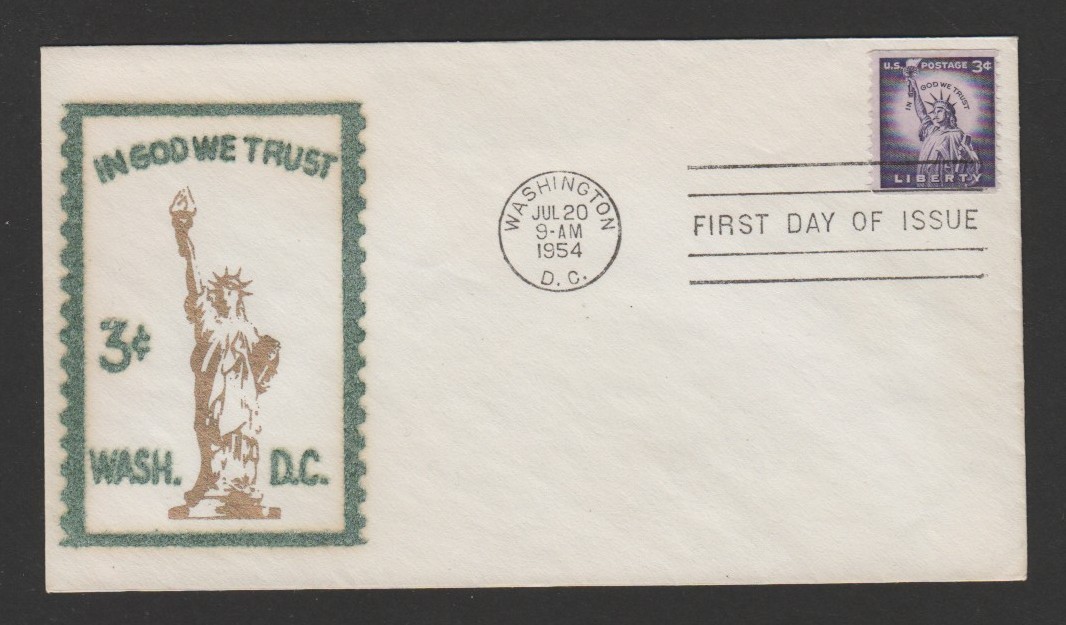 IN GOD WE TRUST
3¢
WASH. D.C.
WASHINGTON
JUL 20
9-AM
1954
D. C.
U.S. POSTAGE 3¢
IN GOD WE TRUST
LIBERTY
FIRST DAY OF ISSUE